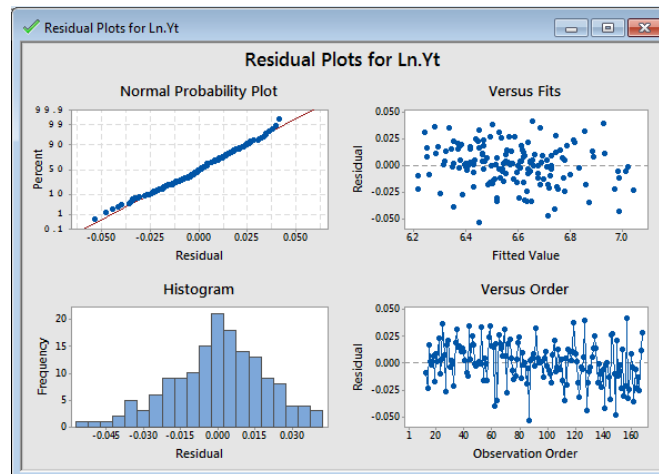 Residual Plots for Ln.Yt
Residual Plots for Ln.Yt
Normal Probability Plot
99.9
99
90
50
10
1
0.1
Percent
-0.050 -0.025 0.000 0.025 0.050
Residual
Versus Fits
0.050
0.025
0.000
-0.025
-0.050
Residual
6.2 6.4 6.6 6.8 7.0
Fitted Value
Histogram
20
15
10
5
0
Frequency
-0.045 -0.030 -0.015 0.000 0.015 0.030
Residual
Versus Order
0.050
0.025
0.000
-0.025
-0.050
Residual
1 20 40 60 80 100 120 140 160
Observation Order